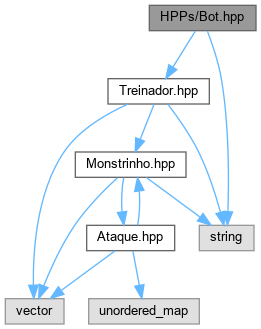 HPPs/Bot.hpp
Treinador.hpp
Monstrinho.hpp
Ataque.hpp
string
vector
unordered_map